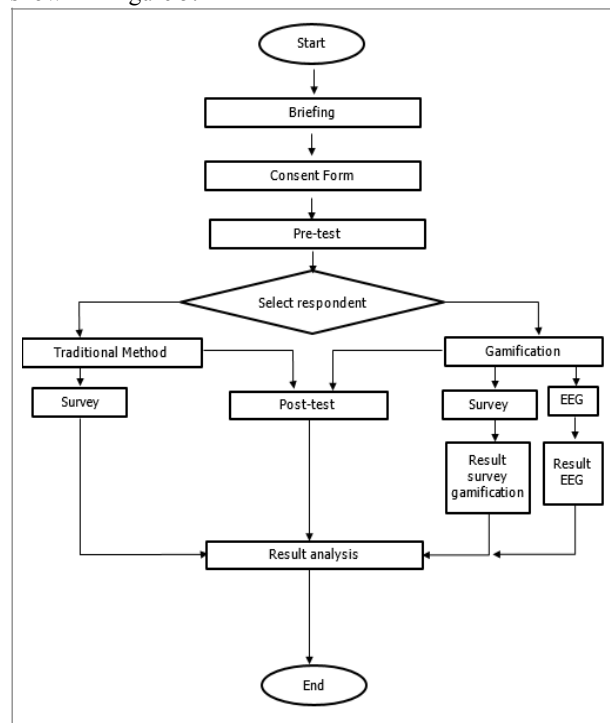 Start
Briefing
Consent Form
Pre-test
Select respondent
Traditional Method
Gamification
Survey
Post-test
Survey
EEG
Result
survey
gamification
Result
EEG
Result analysis
End